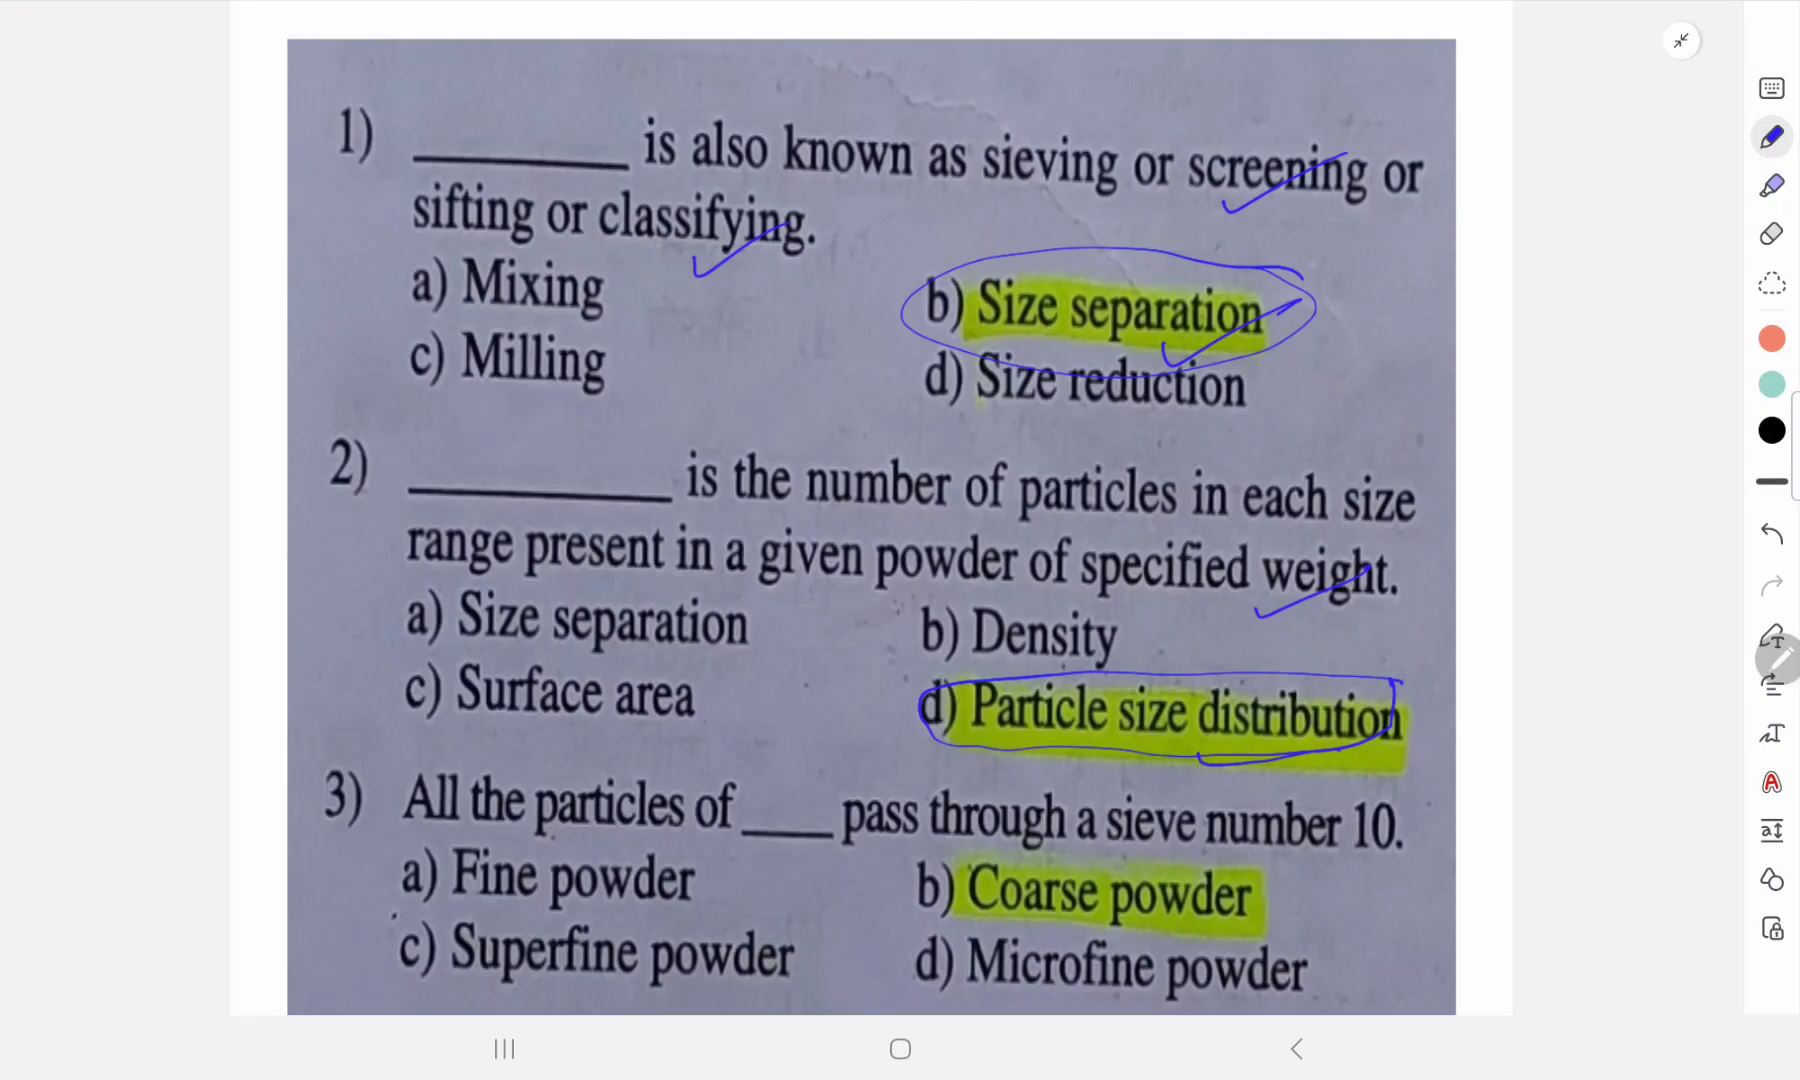 1) ________ is also known as sieving or screening or
sifting or classifying.
a) Mixing b) Size separation
c) Milling d) Size reduction
2) __________ is the number of particles in each size
range present in a given powder of specified weight.
a) Size separation b) Density
c) Surface area d) Particle size distribution
3) All the particles of ____ pass through a sieve number 10.
a) Fine powder b) Coarse powder
c) Superfine powder d) Microfine powder